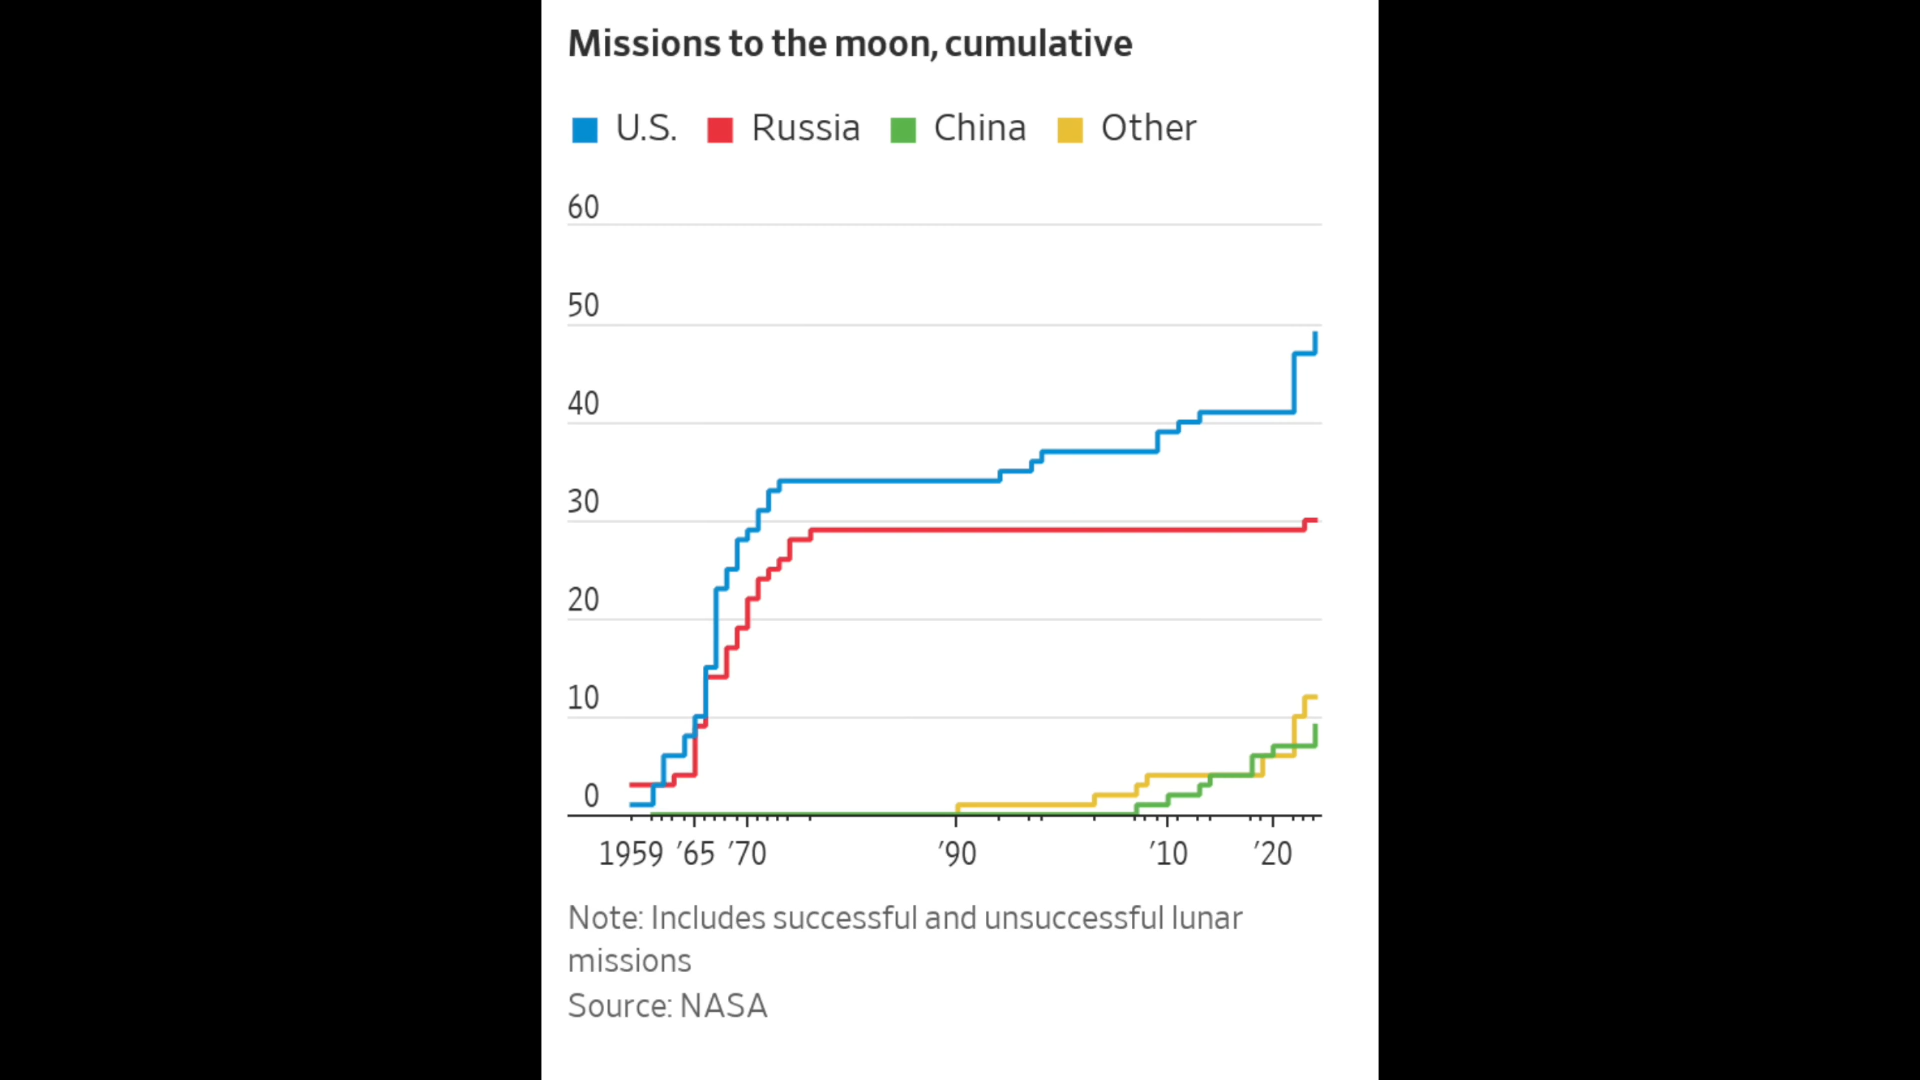 Missions to the moon, cumulative
U.S. Russia China Other
60
50
40
30
20
10
0
1959 ’65 ’70 ’90 ’10 ’20
Note: Includes successful and unsuccessful lunar
missions
Source: NASA